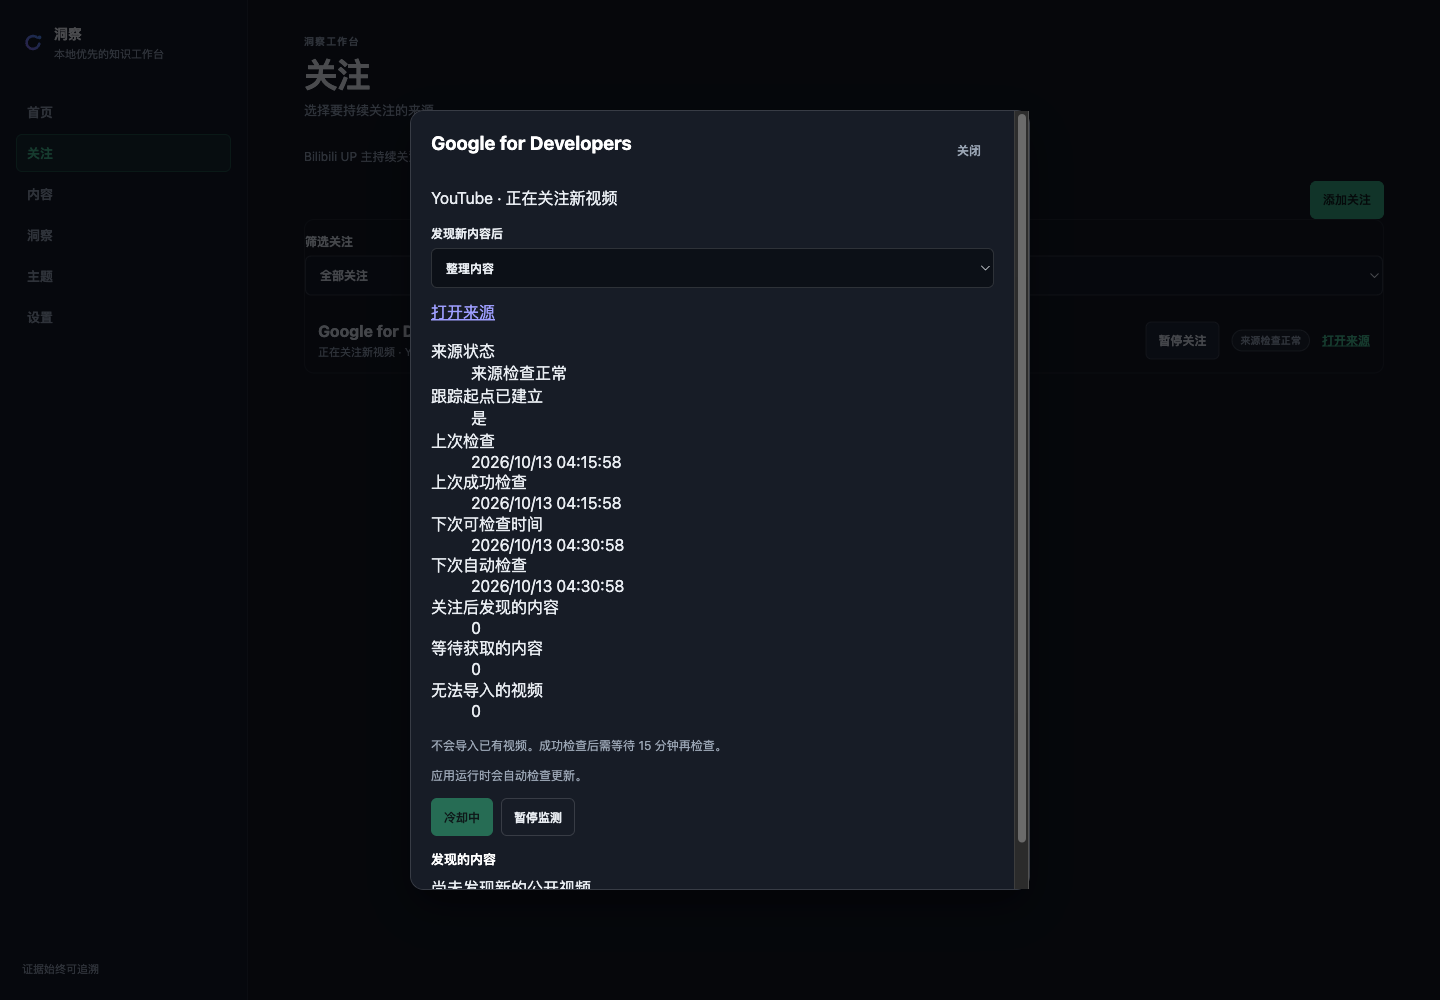 洞察
本地优先的知识工作台
首页
关注
内容
洞察
主题
设置
证据始终可追溯
洞察工作台
关注
选择要持续关注的来源
Bilibili UP 主持续关
添加关注
筛选关注
全部关注
Google for D
正在关注新视频 · Y
暂停关注
来源检查正常
打开来源
Google for Developers
关闭
YouTube · 正在关注新视频
发现新内容后
整理内容
打开来源
来源状态
来源检查正常
跟踪起点已建立
是
上次检查
2026/10/13 04:15:58
上次成功检查
2026/10/13 04:15:58
下次可检查时间
2026/10/13 04:30:58
下次自动检查
2026/10/13 04:30:58
关注后发现的内容
0
等待获取的内容
0
无法导入的视频
0
不会导入已有视频。成功检查后需等待 15 分钟再检查。
应用运行时会自动检查更新。
冷却中
暂停监测
发现的内容
尚未发现新的公开视频